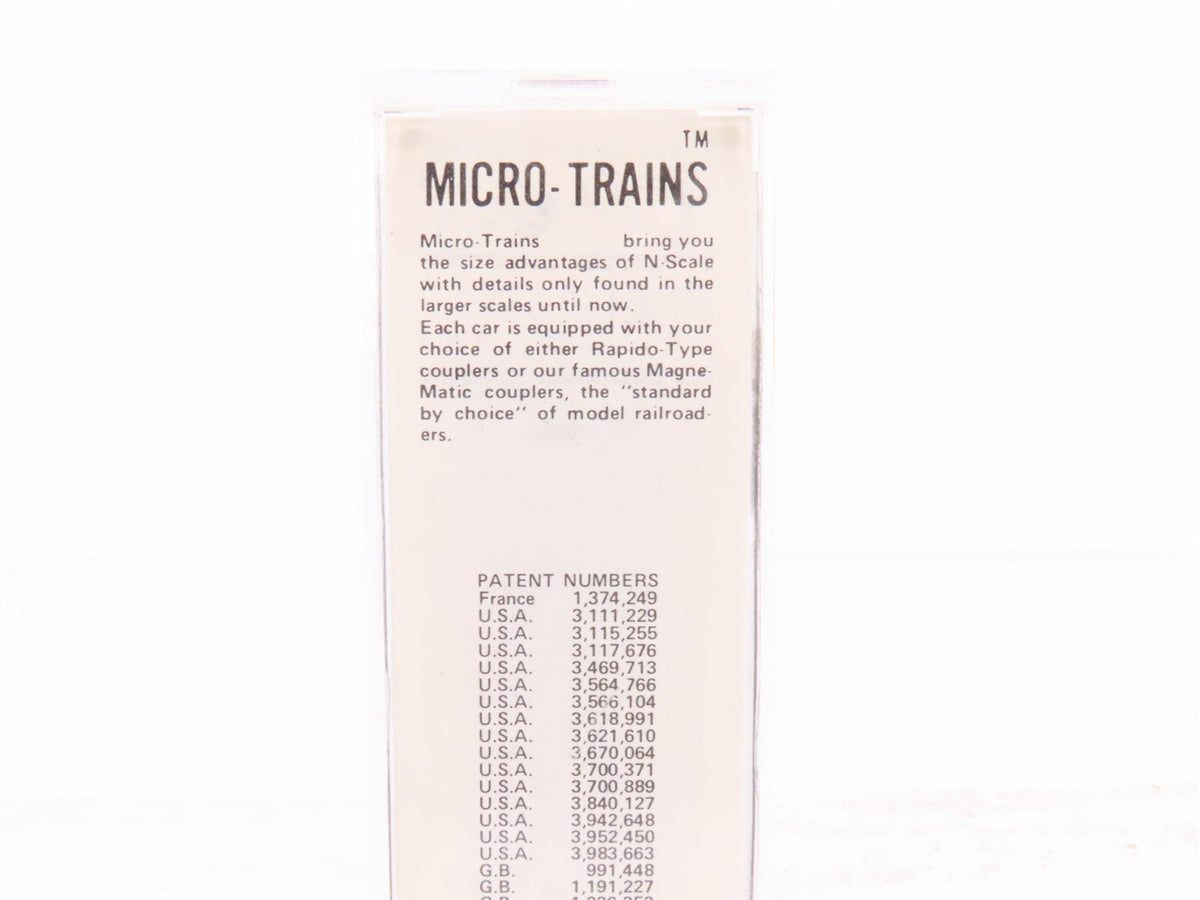 TM
MICRO-TRAINS
Micro-Trains bring you
the size advantages of N-Scale
with details only found in the
larger scales until now.
Each car is equipped with your
choice of either Rapido-Type
couplers or our famous Magne-
Matic couplers, the "standard
by choice" of model railroad-
ers.
PATENT NUMBERS
France 1,374,249
U.S.A. 3,111,229
U.S.A. 3,115,255
U.S.A. 3,117,676
U.S.A. 3,469,713
U.S.A. 3,564,766
U.S.A. 3,566,104
U.S.A. 3,618,991
U.S.A. 3,621,610
U.S.A. 3,670,064
U.S.A. 3,700,371
U.S.A. 3,700,889
U.S.A. 3,840,127
U.S.A. 3,942,648
U.S.A. 3,952,450
U.S.A. 3,983,663
G.B. 991,448
G.B. 1,191,227